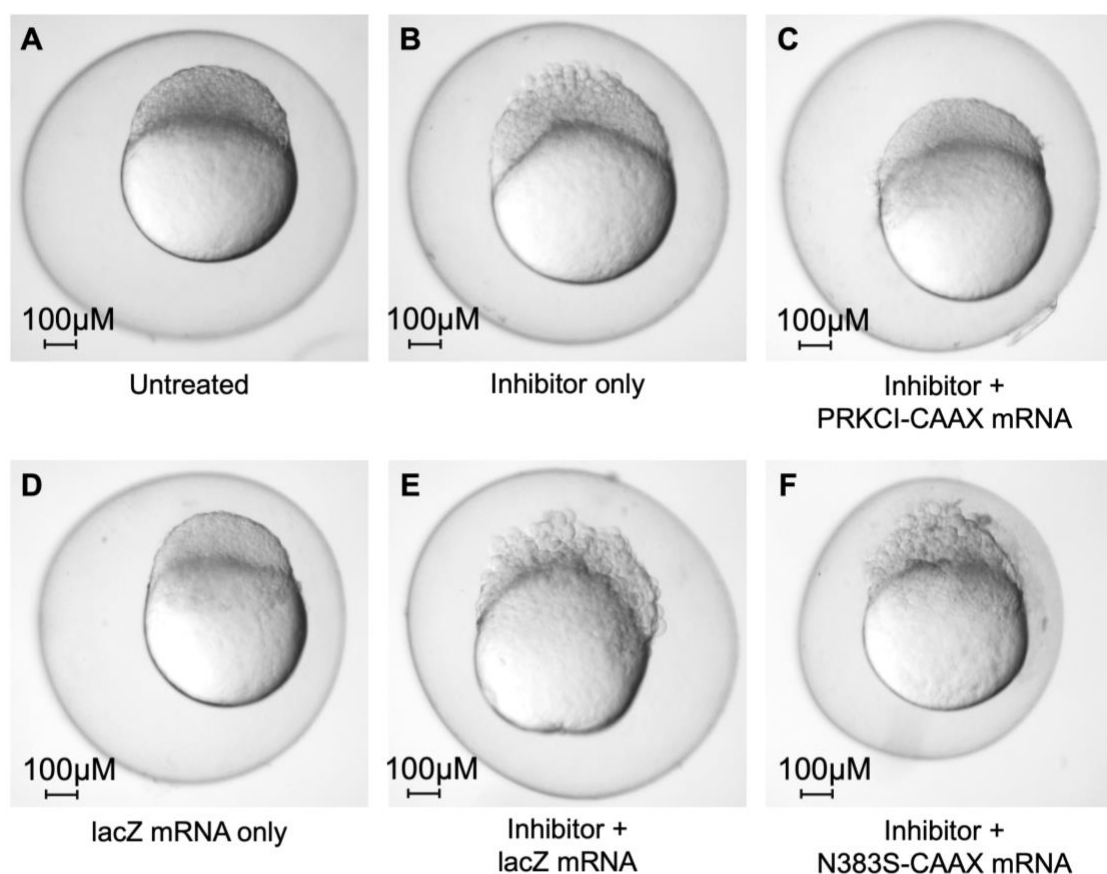 A
B
C
100µM
100µM
100µM
Untreated
Inhibitor only
Inhibitor +
PRKCI-CAAX mRNA
D
E
F
100µM
100µM
100µM
lacZ mRNA only
Inhibitor +
lacZ mRNA
Inhibitor +
N383S-CAAX mRNA